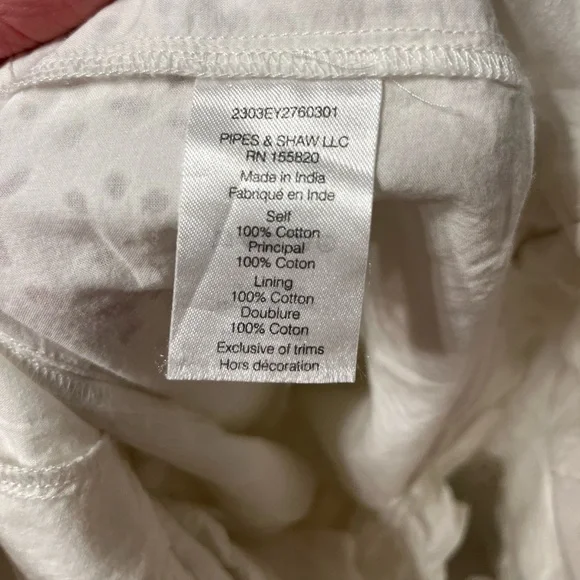 2303EY2760301
PIPES & SHAW LLC
RN 155820
Made in India
Fabriqué en Inde
Self
100% Cotton
Principal
100% Coton
Lining
100% Cotton
Doublure
100% Coton
Exclusive of trims
Hors décoration